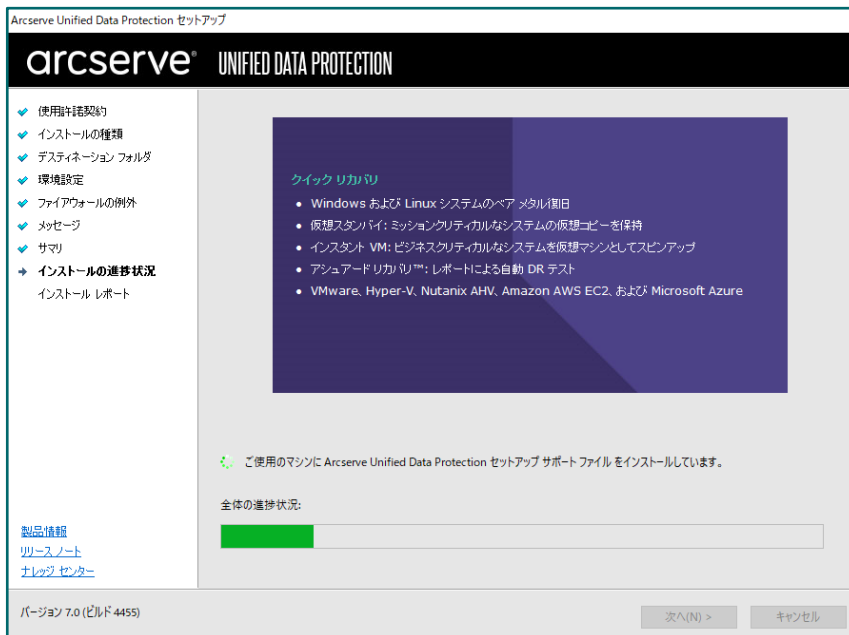 Arcserve Unified Data Protection セットアップ
arcserve® UNIFIED DATA PROTECTION
使用許諾契約
インストールの種類
デスティネーション フォルダ
環境設定
ファイアウォールの例外
メッセージ
サマリ
インストールの進捗状況
インストール レポート
クイック リカバリ
• Windows および Linux システムのベア メタル復旧
• 仮想スタンバイ: ミッションクリティカルなシステムの仮想コピーを保持
• インスタント VM: ビジネスクリティカルなシステムを仮想マシンとしてスピンアップ
• アシュアード リカバリ™: レポートによる自動 DR テスト
• VMware、Hyper-V、Nutanix AHV、Amazon AWS EC2、および Microsoft Azure
ご使用のマシンに Arcserve Unified Data Protection セットアップ サポート ファイル をインストールしています。
全体の進捗状況:
製品情報
リリース ノート
ナレッジ センター
バージョン 7.0 (ビルド 4455)
次へ(N) >
キャンセル